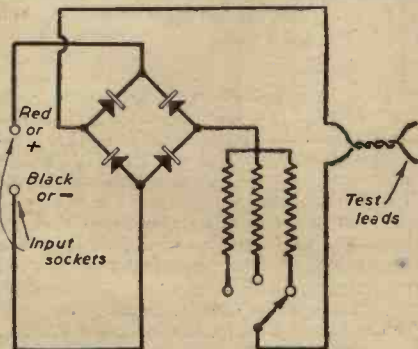 Red
or
+
Black
or −
Input
sockets
Test
leads